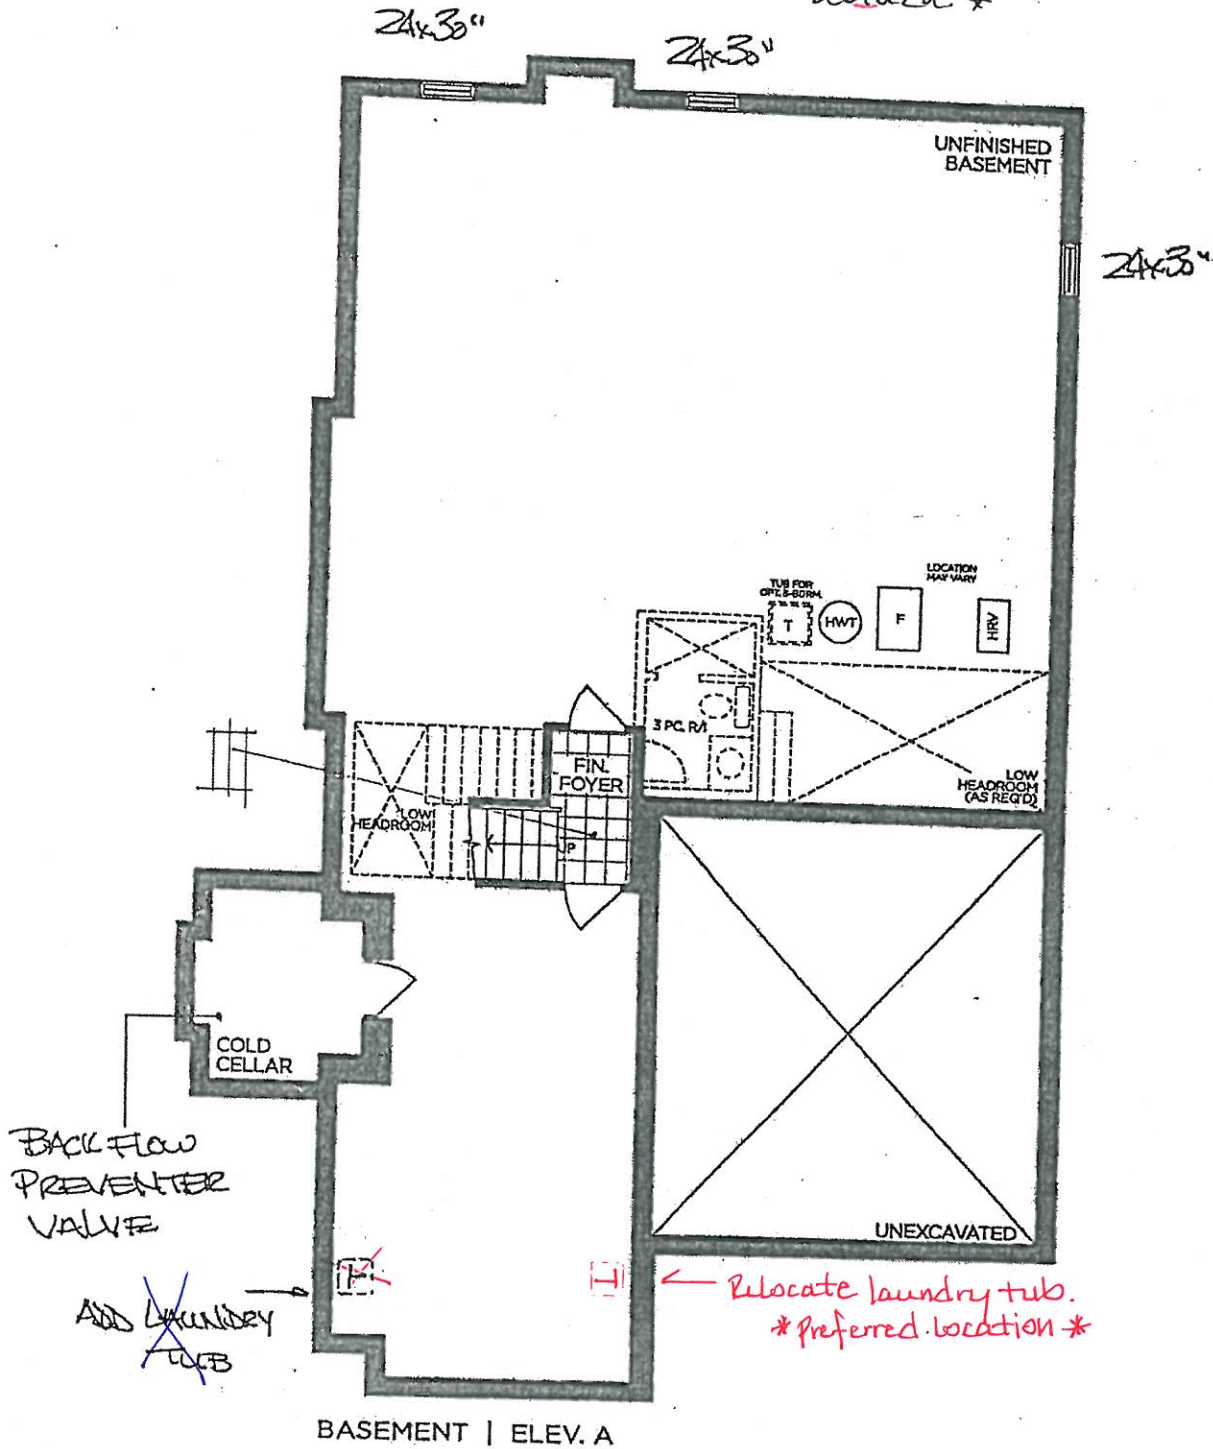 24x30"
24x30"
UNFINISHED
BASEMENT
24x30"
LOCATION
MAY VARY
TUB FOR
OPT. 5-BDRM.
T
HWT
F
HRV
3 PC. R/I
FIN.
FOYER
LOW
HEADROOM
(AS REQ'D)
LOW
HEADROOM
UP
COLD
CELLAR
BACK FLOW
PREVENTER
VALVE
UNEXCAVATED
T
T
ADD LAUNDRY
TUB
Relocate laundry tub.
*Preferred.location*
BASEMENT | ELEV. A